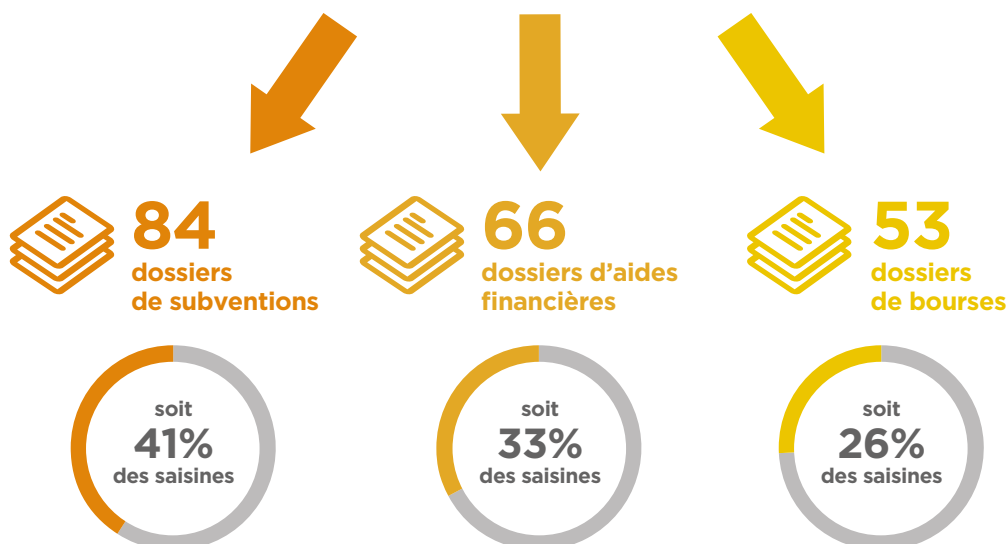 84
dossiers
de subventions
66
dossiers d’aides
financières
53
dossiers
de bourses
soit
41%
des saisines
soit
33%
des saisines
soit
26%
des saisines